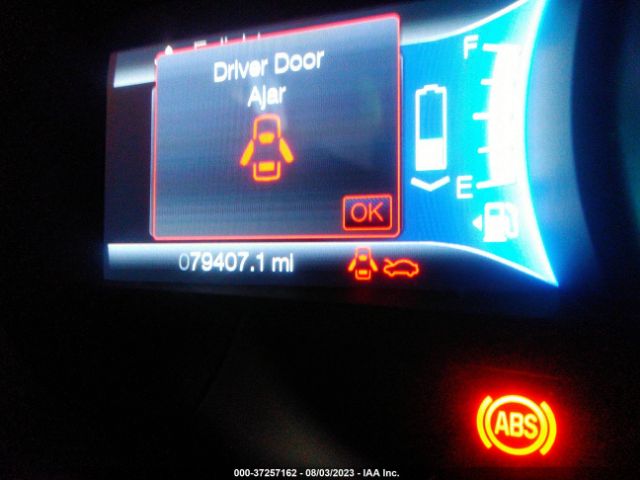 Driver Door
Ajar
OK
F
E
079407.1 mi
ABS
000-37257162 - 08/03/2023 - IAA Inc.